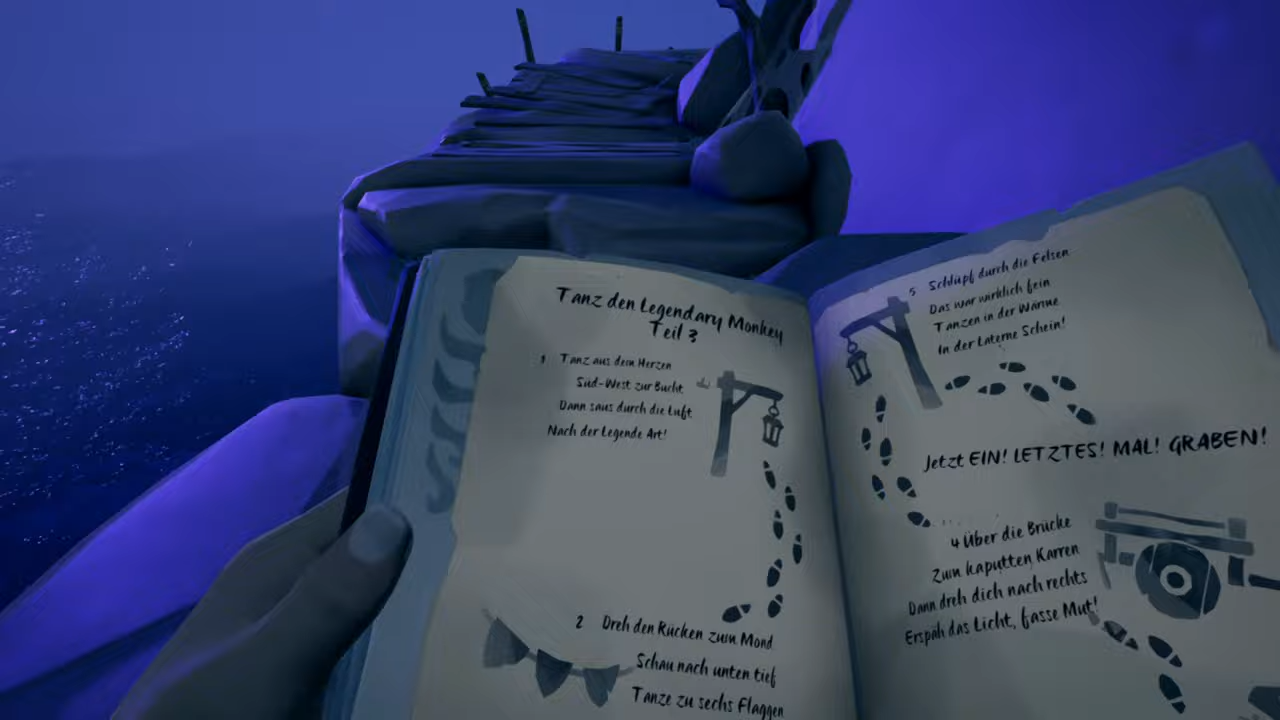 Tanz den Legendary Monkey
Teil 3
1 Tanz aus dem Herzen
Süd-West zur Bucht
Dann saus durch die Luft
Nach der Legende Art!
2 Dreh den Rücken zum Mond
Schau nach unten tief
Tanze zu sechs Flaggen
5 Schlüpf durch die Felsen
Das war wirklich fein
Tanzen in der Wärme
In der Laterne Schein!
Jetzt EIN! LETZTES! MAL! GRABEN!
4 Über die Brücke
Zum kaputten Karren
Dann dreh dich nach rechts
Erspäh das Licht, fasse Mut!